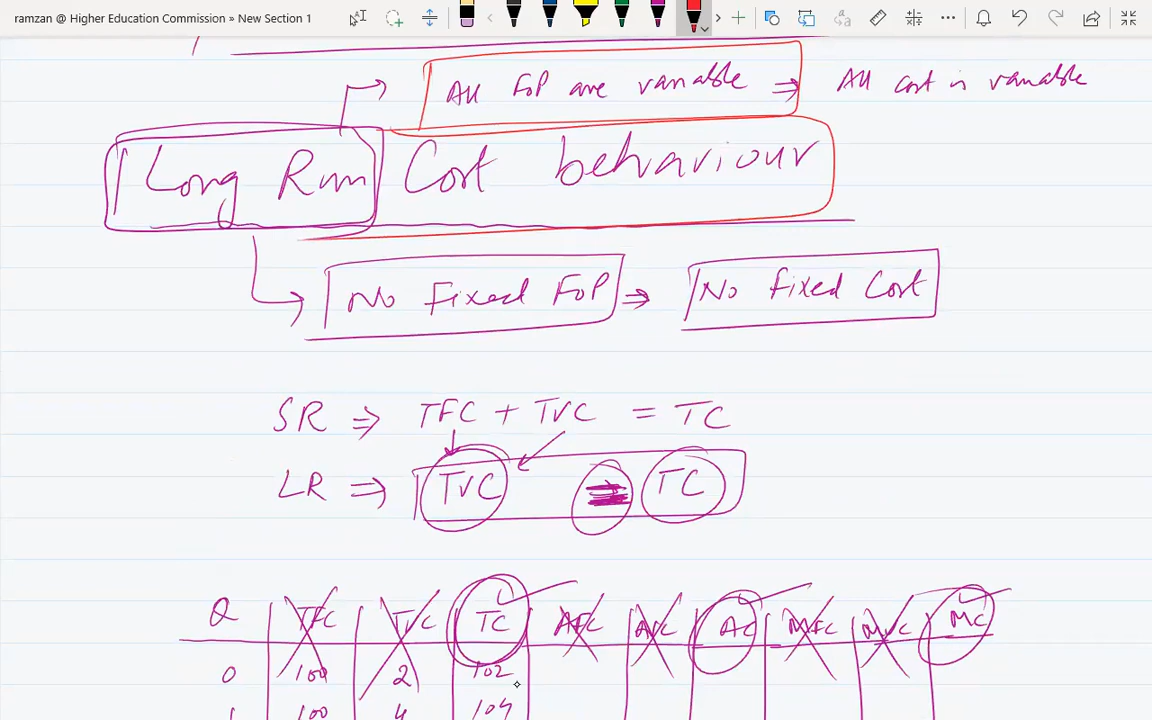 ramzan @ Higher Education Commission » New Section 1
All FoP are variable ⇒ All cost is variable
Long Run Cost behaviour
No Fixed FoP ⇒ No Fixed Cost
SR ⇒ TFC + TVC = TC
LR ⇒ TVC = TC
Q TFC TVC TC AFC AVC AC MFC MVC MC
0 100 2 102
1 100 4 104